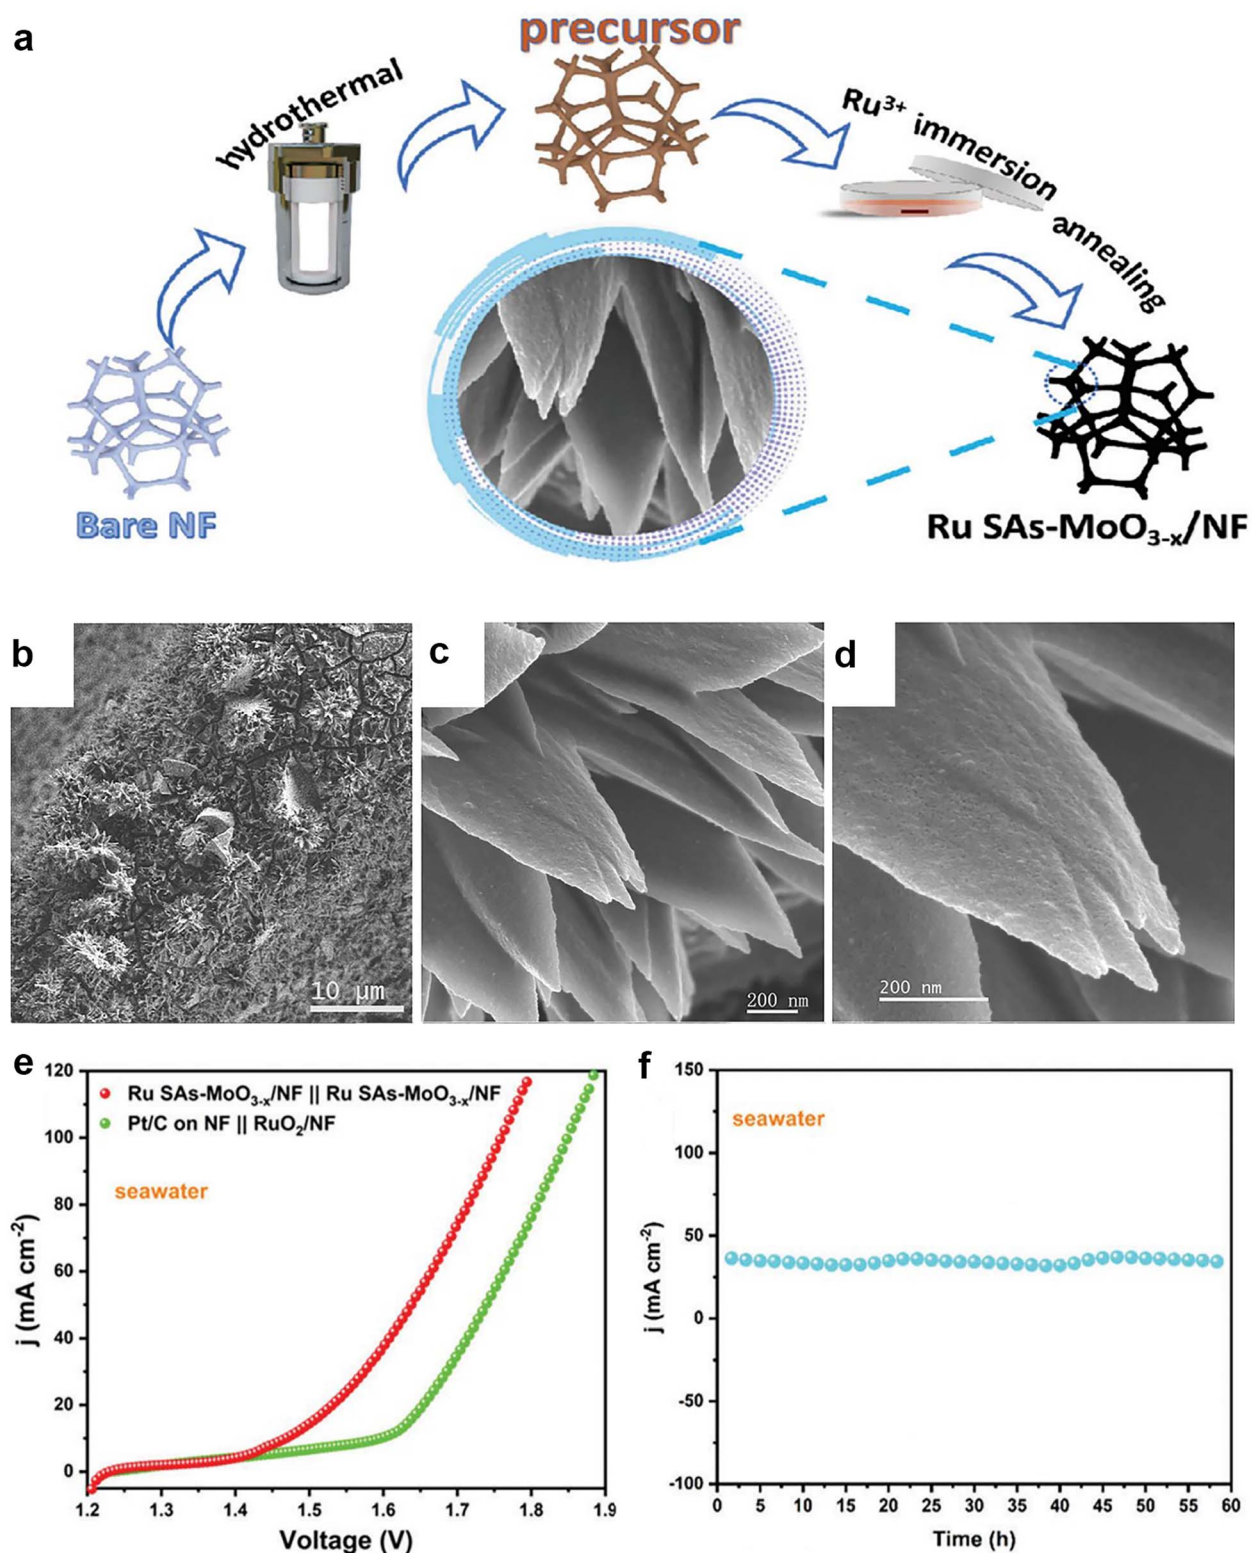 a
precursor
hydrothermal
Ru³⁺ immersion
annealing
Bare NF
Ru SAs-MoO₃₋ₓ/NF
b
10 μm
c
200 nm
d
200 nm
e
120
100
80
60
40
20
0
j (mA cm⁻²)
Ru SAs-MoO₃₋ₓ/NF || Ru SAs-MoO₃₋ₓ/NF
Pt/C on NF || RuO₂/NF
seawater
1.2 1.3 1.4 1.5 1.6 1.7 1.8 1.9
Voltage (V)
f
150
100
50
0
-50
-100
j (mA cm⁻²)
seawater
0 5 10 15 20 25 30 35 40 45 50 55 60
Time (h)